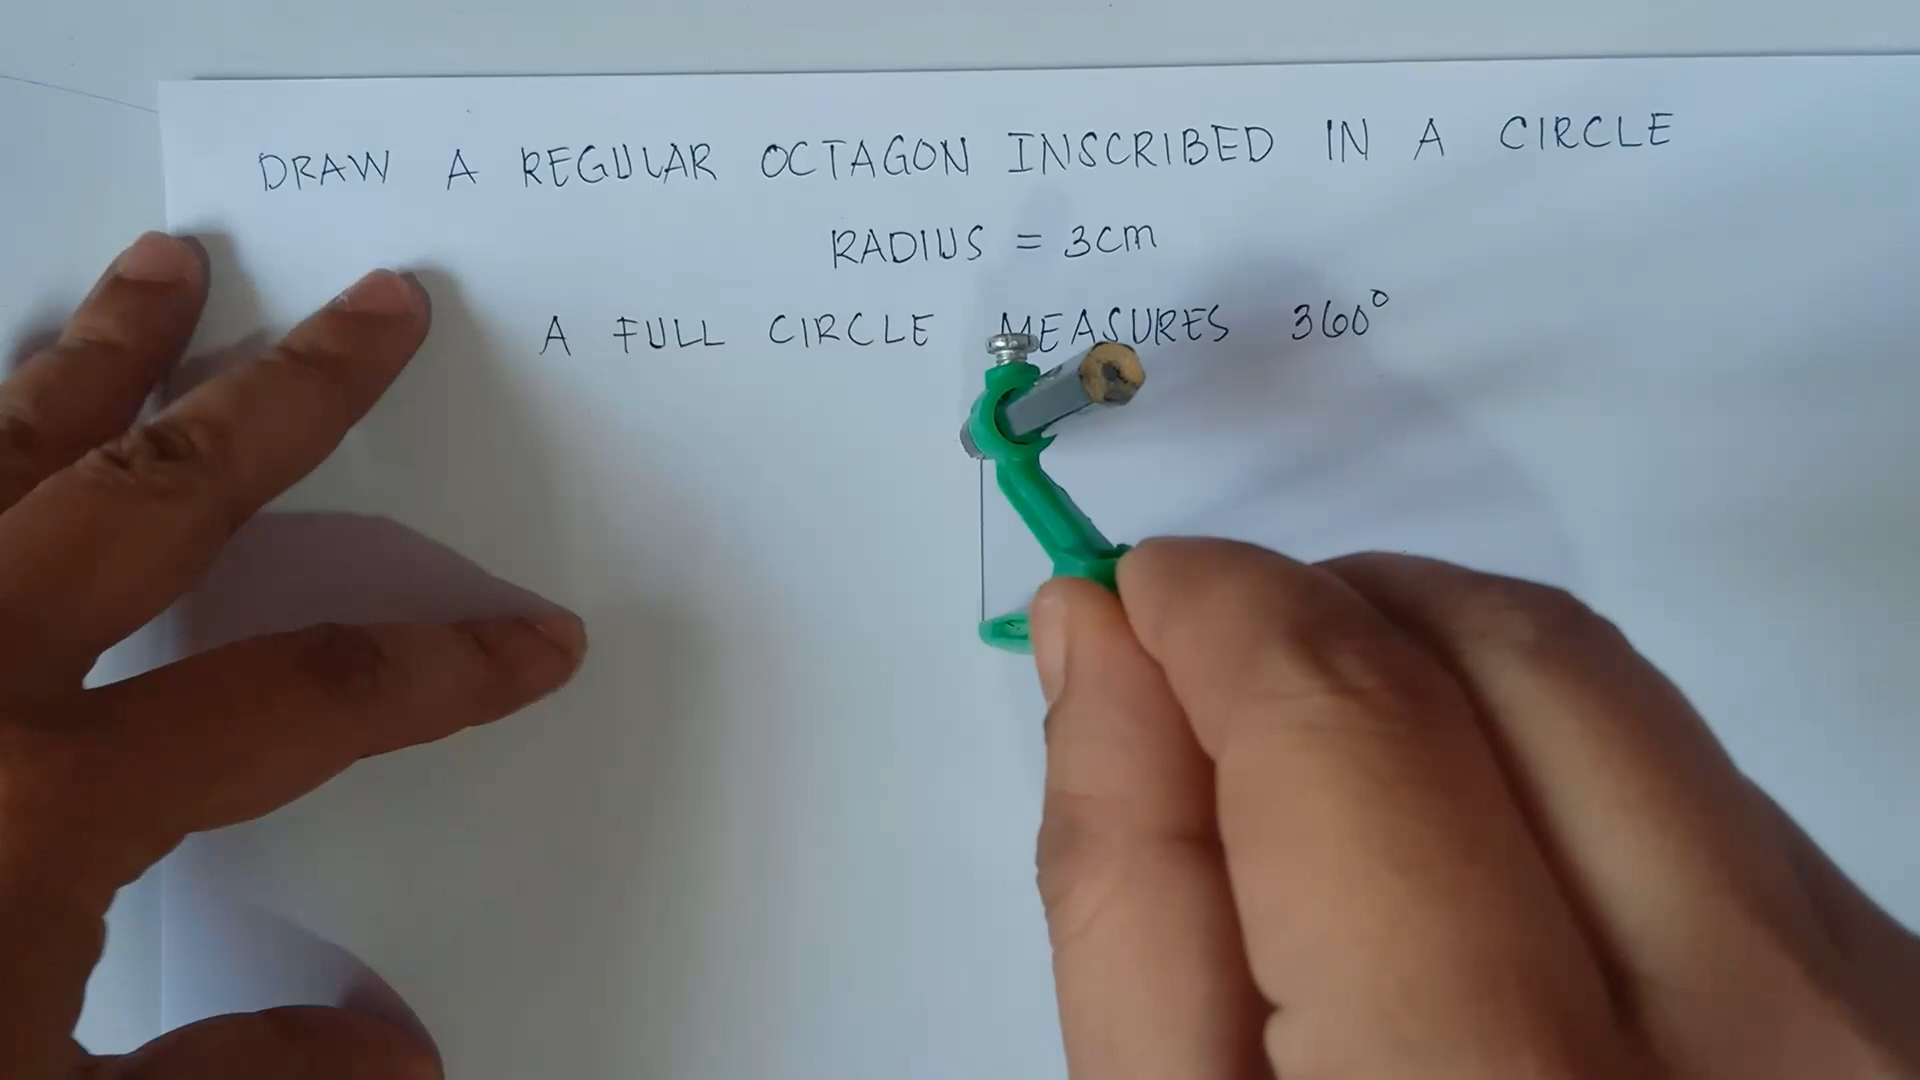 DRAW A REGULAR OCTAGON INSCRIBED IN A CIRCLE
RADIUS = 3cm
A FULL CIRCLE MEASURES 360°